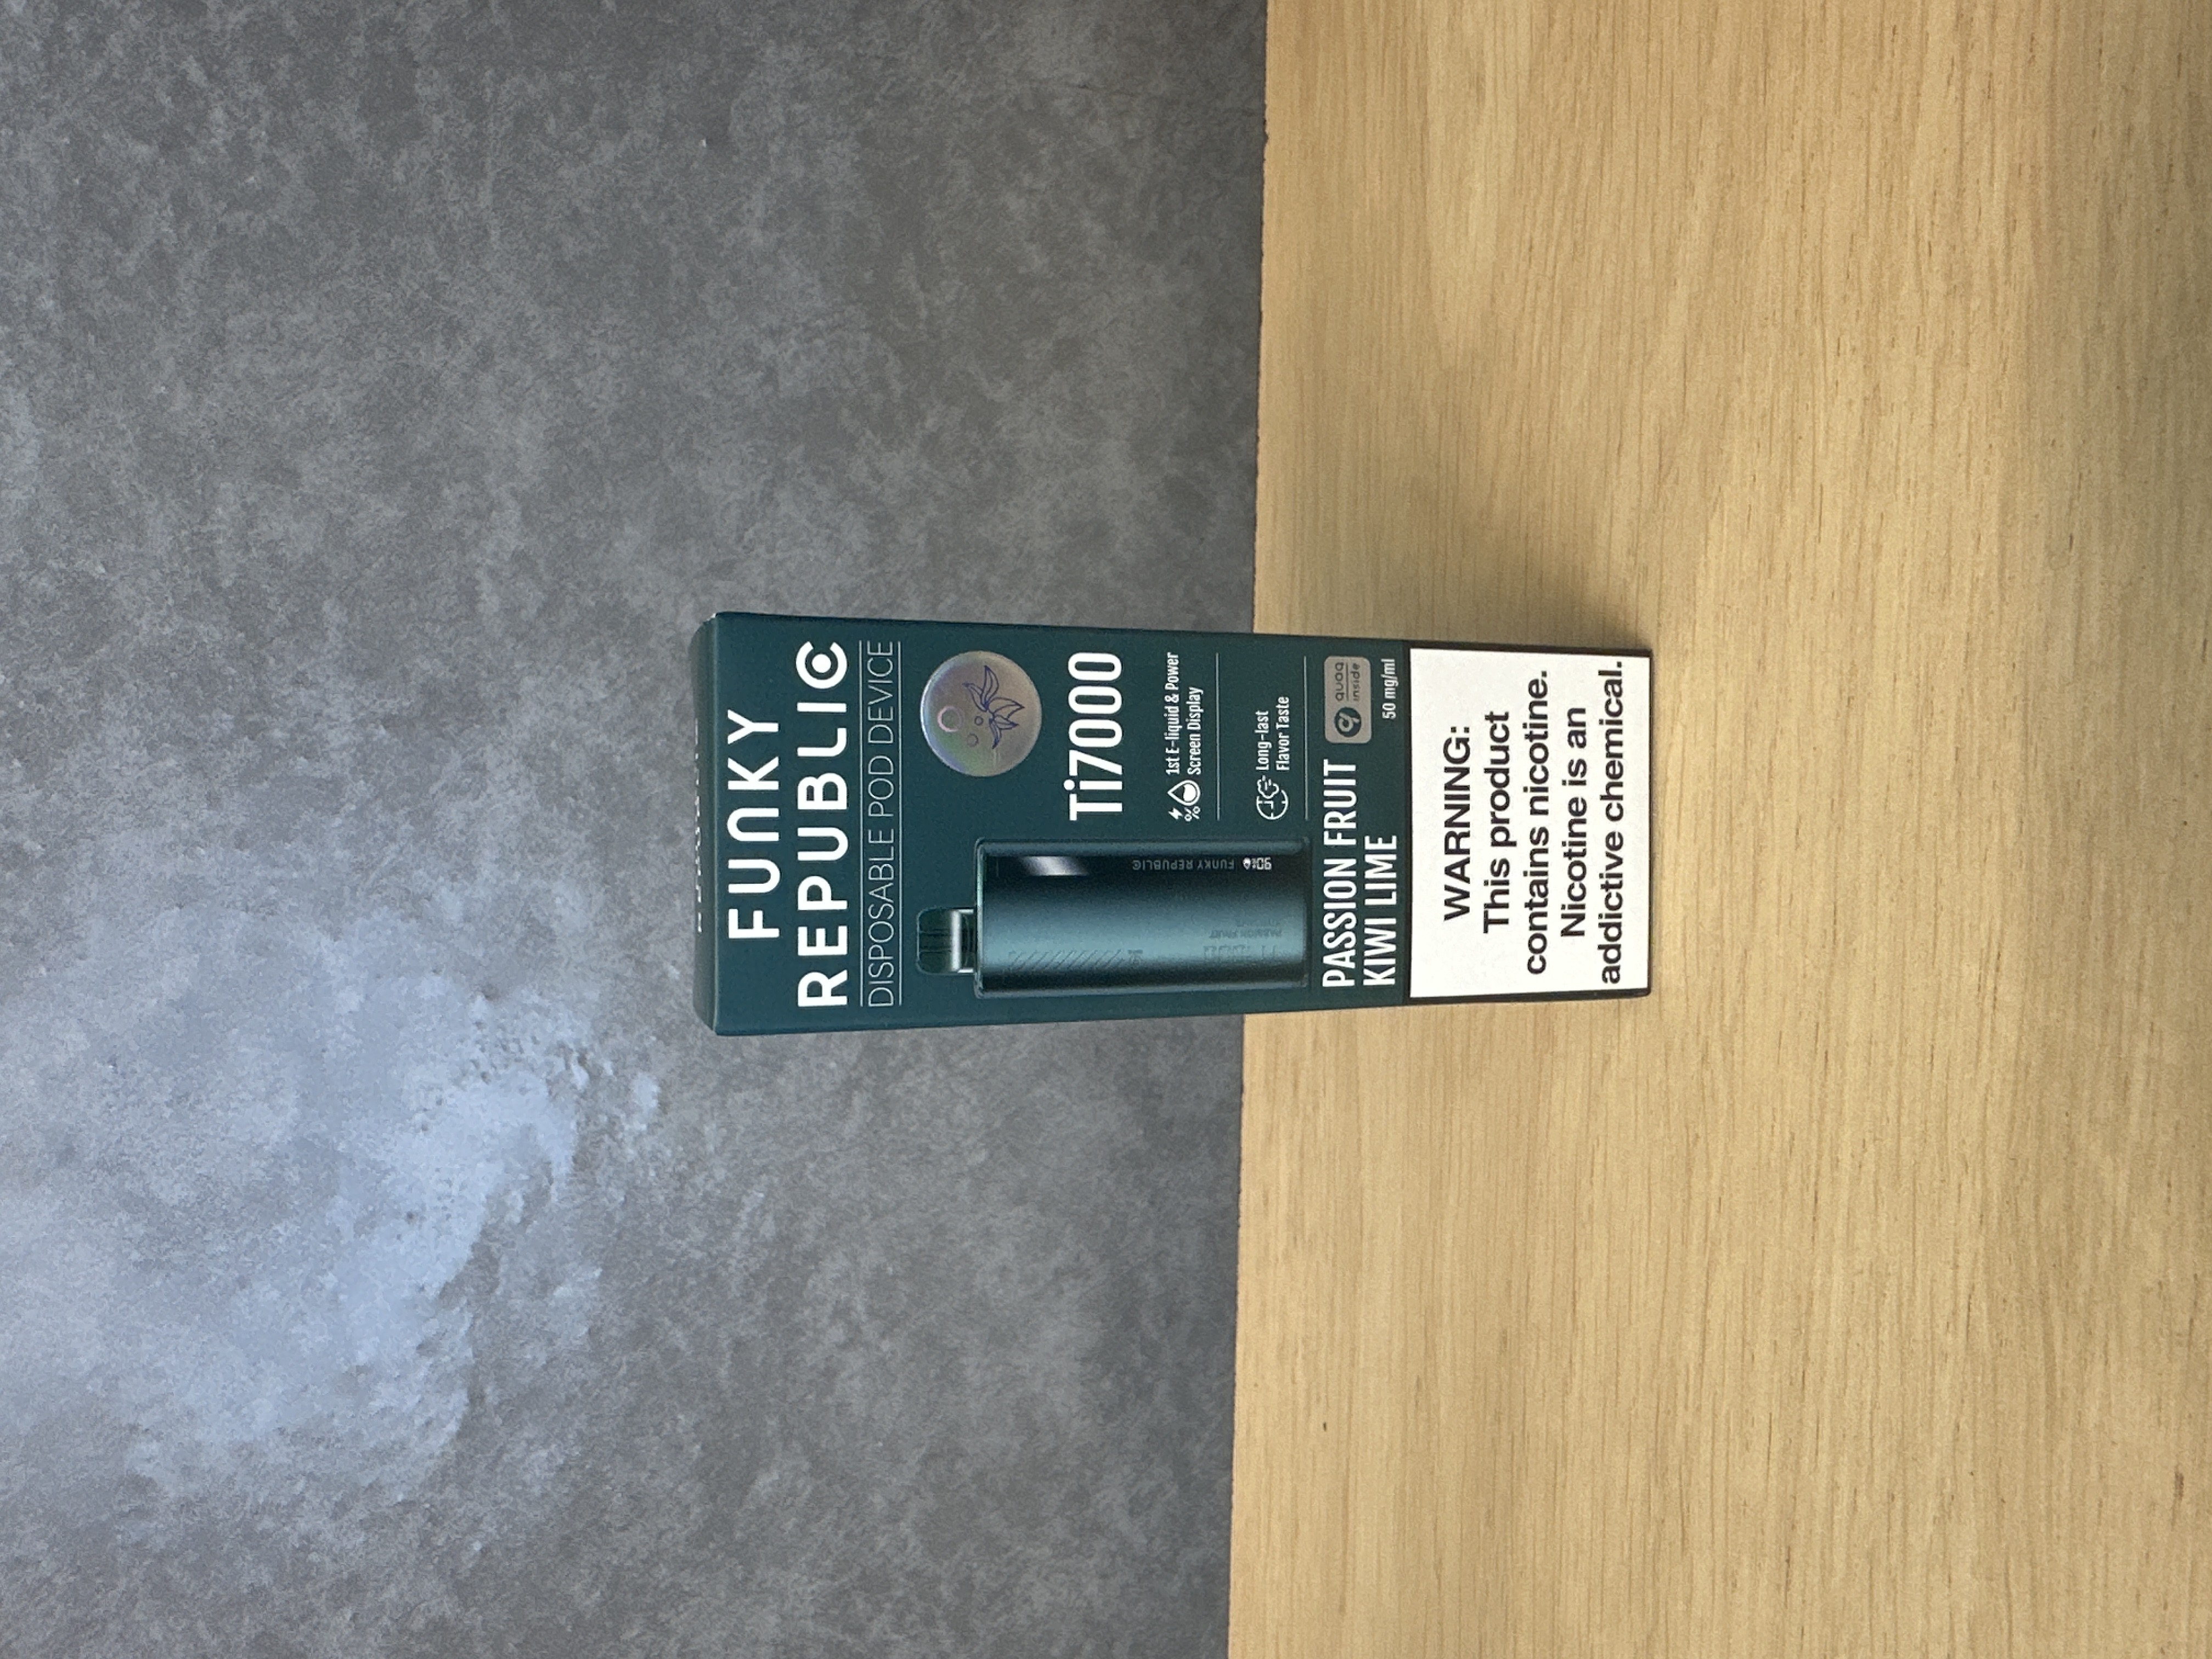 FUNKY
REPUBLIC
DISPOSABLE POD DEVICE
Ti7000
1st E-liquid & Power
Screen Display
%
Long-last
Flavor Taste
FUNKY REPUBLIC
90
PASSION FRUIT
KIWI LIME
quaq
inside
50 mg/ml
WARNING:
This product
contains nicotine.
Nicotine is an
addictive chemical.